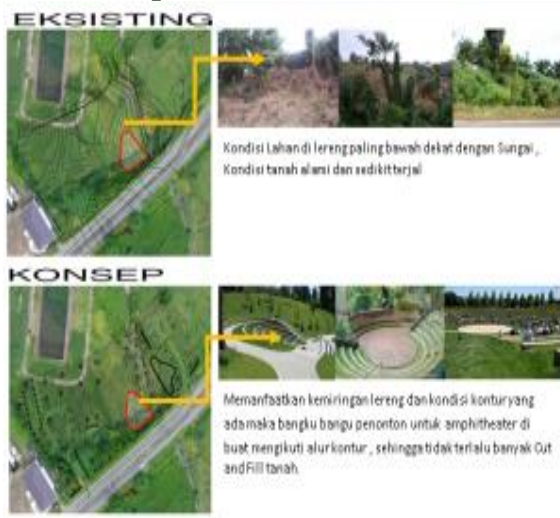 EKSISTING
Kondisi Lahan di lereng paling bawah dekat dengan Sungai,
Kondisi tanah alami dan sedikit terjal
KONSEP
Memanfaatkan kemiringan lereng dan kondisi kontur yang
ada maka bangku bangu penonton untuk amphitheater di
buat mengikuti alur kontur, sehingga tidak terlalu banyak Cut
and Fill tanah.